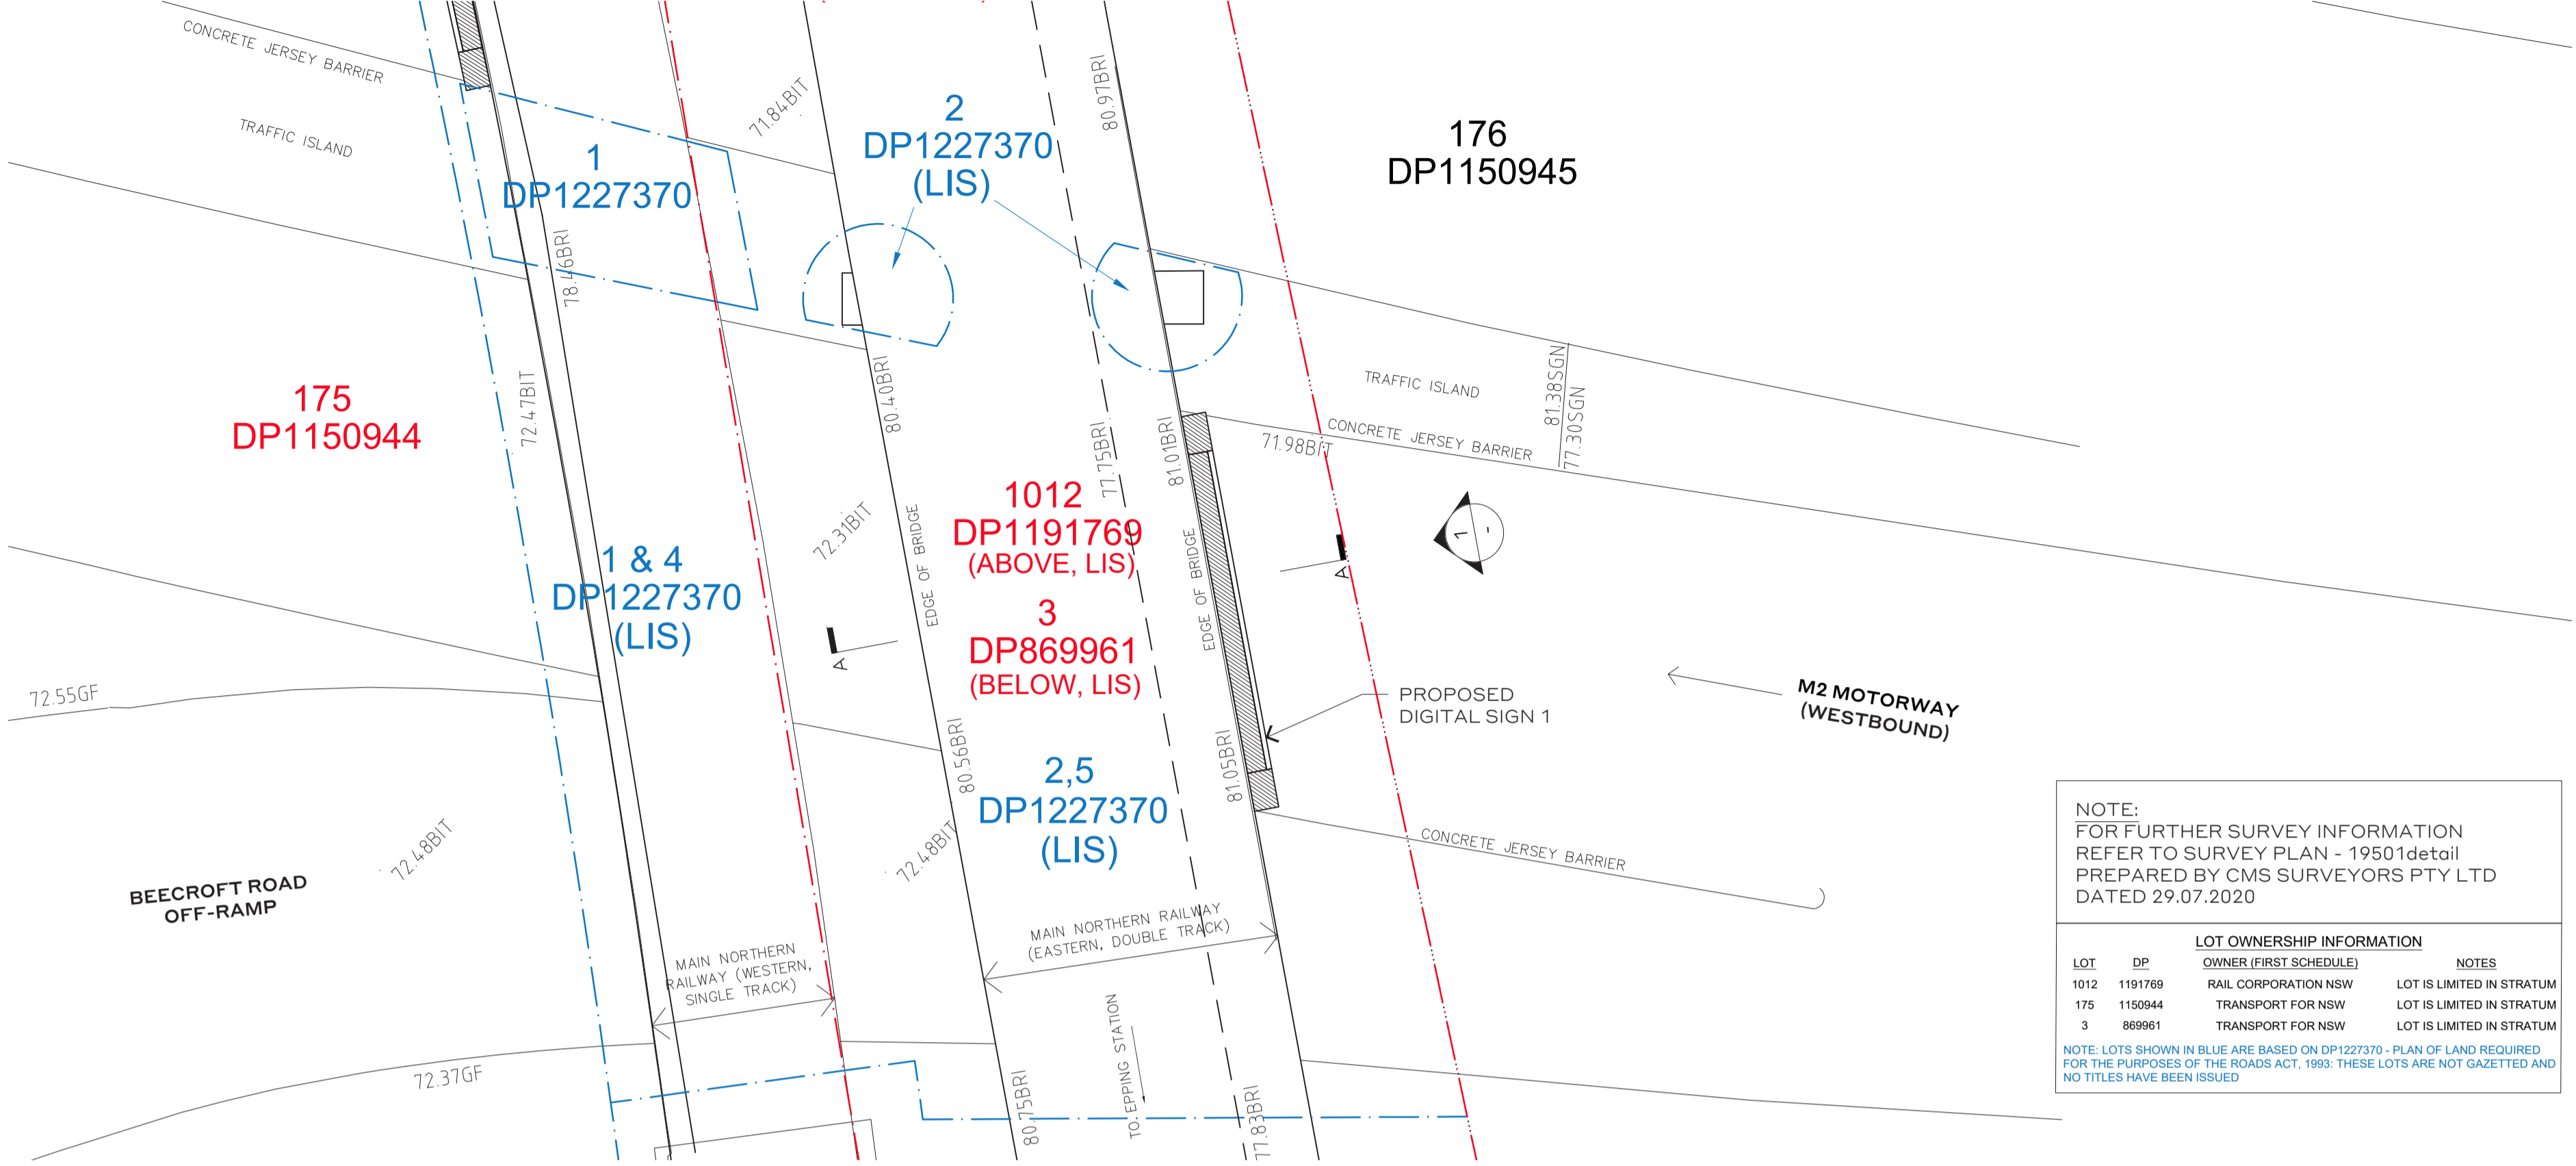 CONCRETE JERSEY BARRIER
TRAFFIC ISLAND
1
DP1227370
71.84BIT
2
DP1227370
(LIS)
80.97BRI
176
DP1150945
78.46BRI
175
DP1150944
72.47BIT
80.40BRI
77.75BRI
81.01BRI
TRAFFIC ISLAND
81.38SGN
77.30SGN
CONCRETE JERSEY BARRIER
71.98BIT
1012
DP1191769
(ABOVE, LIS)
3
DP869961
(BELOW, LIS)
2,5
DP1227370
(LIS)
1 & 4
DP1227370
(LIS)
72.31BIT
EDGE OF BRIDGE
EDGE OF BRIDGE
A
A
1
-
72.55GF
80.56BRI
81.05BRI
PROPOSED
DIGITAL SIGN 1
M2 MOTORWAY
(WESTBOUND)
72.48BIT
72.48BIT
CONCRETE JERSEY BARRIER
BEECROFT ROAD
OFF-RAMP
MAIN NORTHERN
RAILWAY (WESTERN,
SINGLE TRACK)
MAIN NORTHERN RAILWAY
(EASTERN, DOUBLE TRACK)
TO EPPING STATION
72.37GF
80.75BRI
77.83BRI
NOTE:
FOR FURTHER SURVEY INFORMATION
REFER TO SURVEY PLAN - 19501detail
PREPARED BY CMS SURVEYORS PTY LTD
DATED 29.07.2020
LOT OWNERSHIP INFORMATION
LOT DP OWNER (FIRST SCHEDULE) NOTES
1012 1191769 RAIL CORPORATION NSW LOT IS LIMITED IN STRATUM
175 1150944 TRANSPORT FOR NSW LOT IS LIMITED IN STRATUM
3 869961 TRANSPORT FOR NSW LOT IS LIMITED IN STRATUM
NOTE: LOTS SHOWN IN BLUE ARE BASED ON DP1227370 - PLAN OF LAND REQUIRED
FOR THE PURPOSES OF THE ROADS ACT, 1993: THESE LOTS ARE NOT GAZETTED AND
NO TITLES HAVE BEEN ISSUED